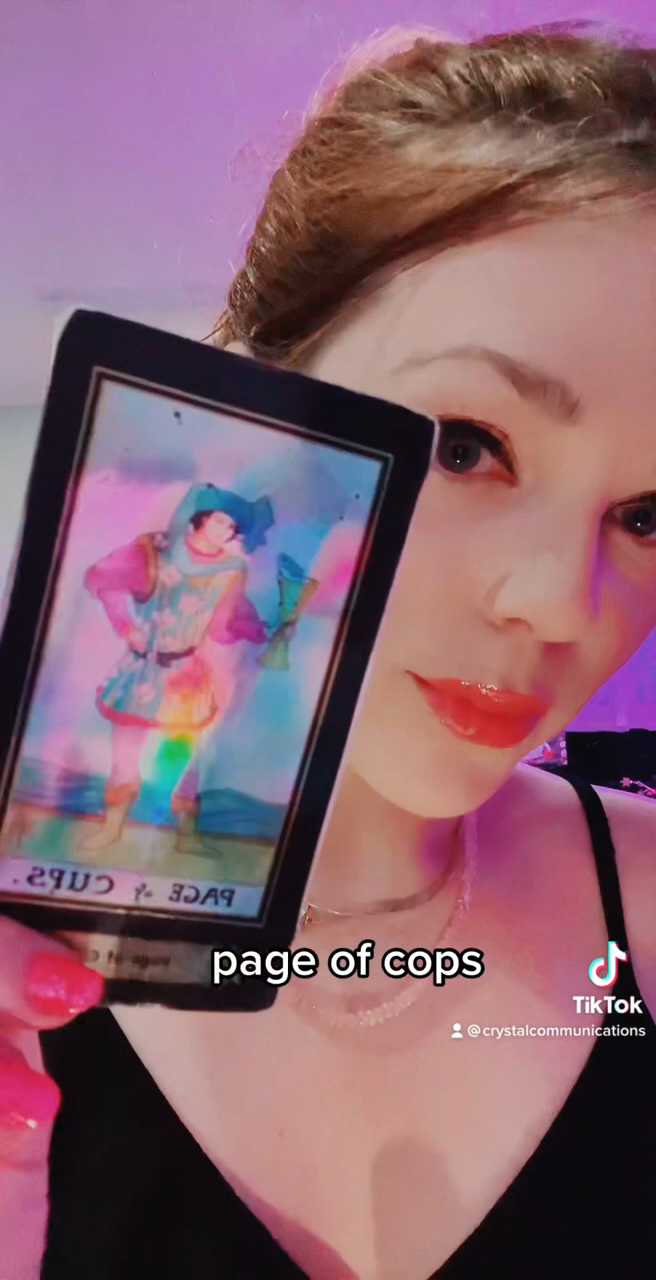 PAGE of CUPS.
page of cops
TikTok
@crystalcommunications